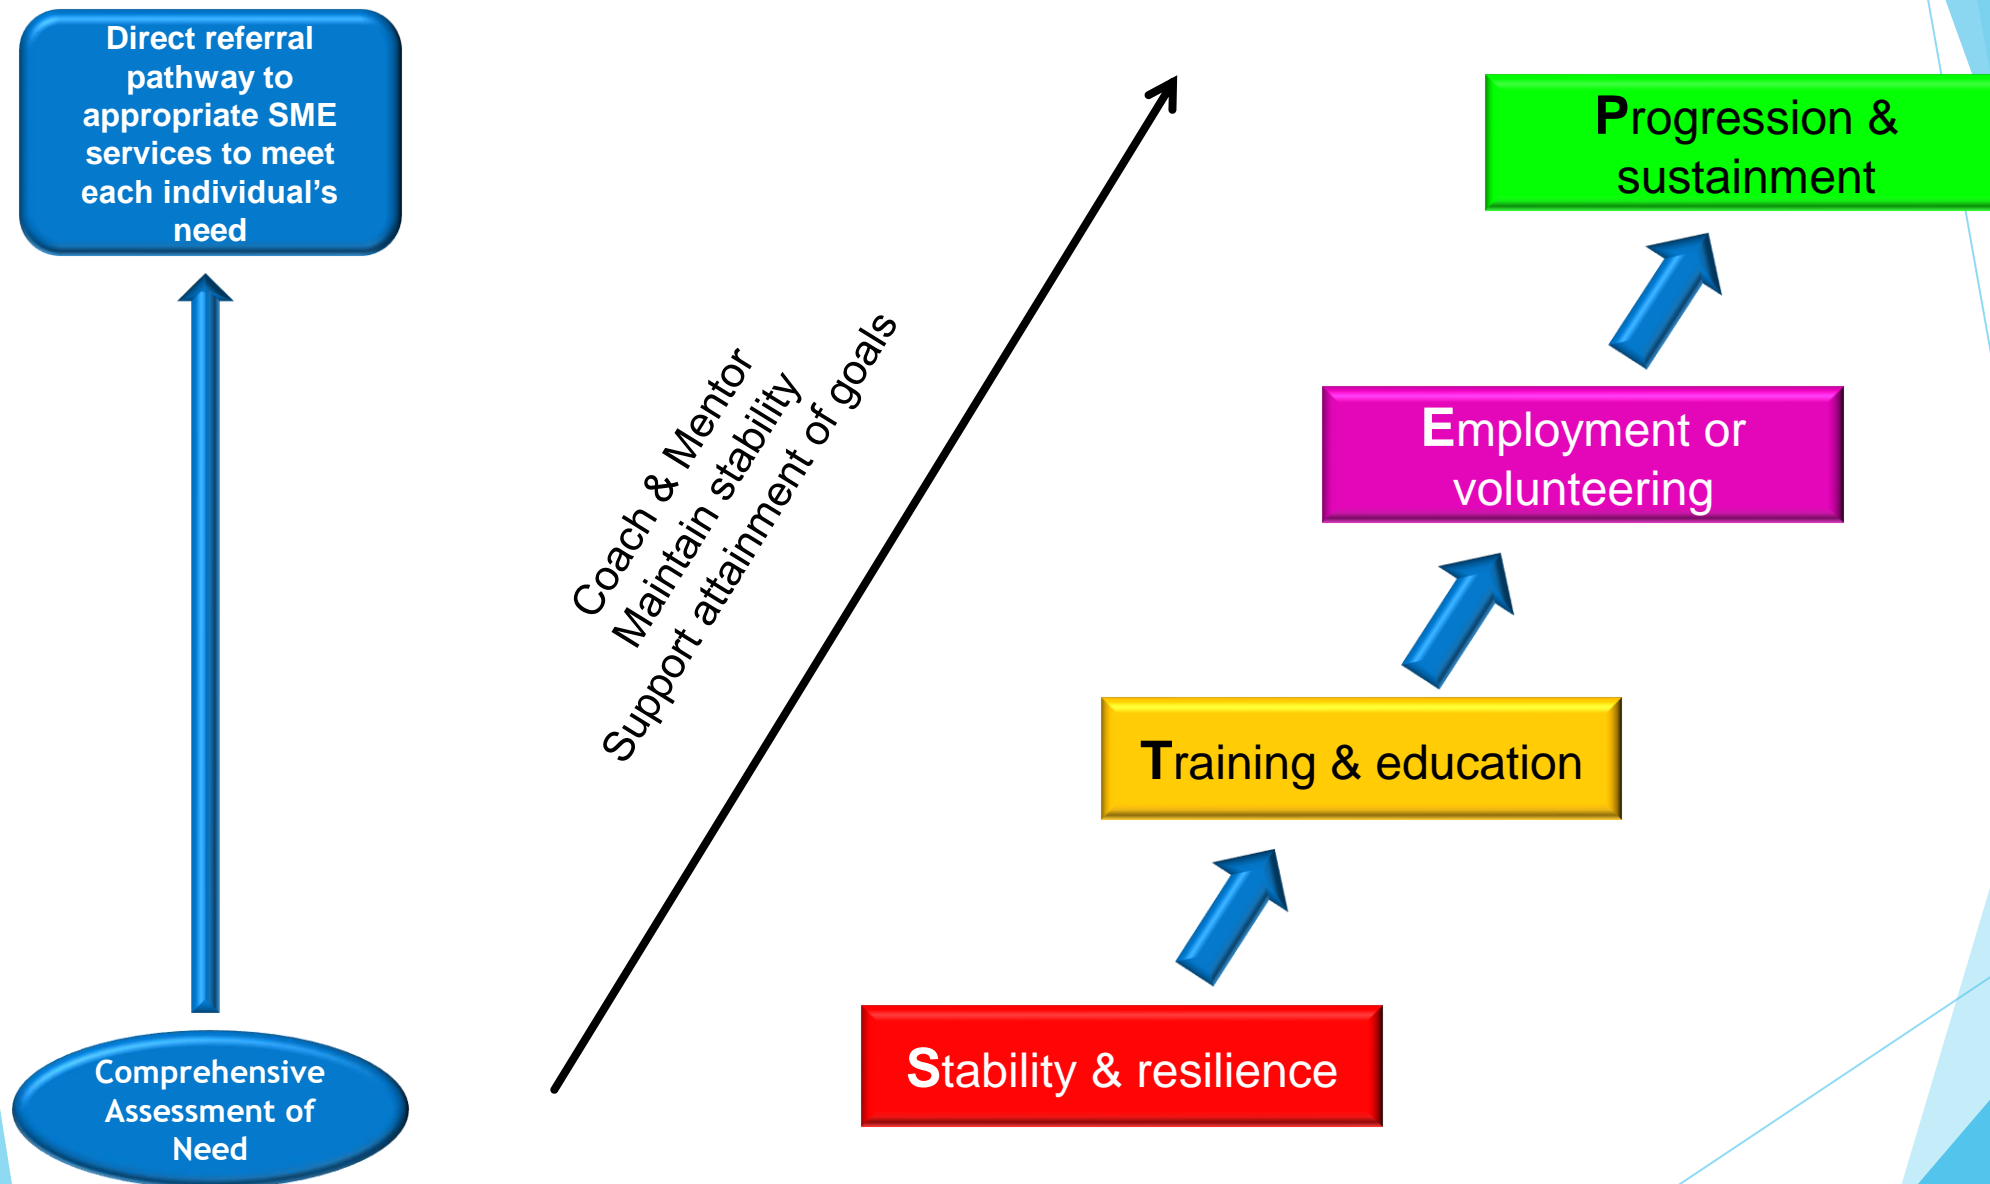 Direct referral
pathway to
appropriate SME
services to meet
each individual’s
need
Comprehensive
Assessment of
Need
Coach & Mentor
Maintain stability
Support attainment of goals
Progression &
sustainment
Employment or
volunteering
Training & education
Stability & resilience